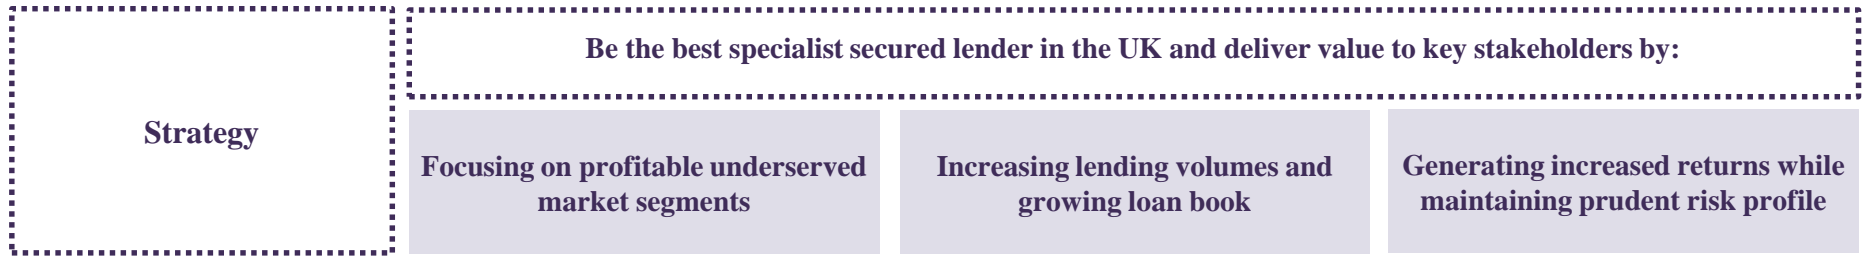 Strategy
Be the best specialist secured lender in the UK and deliver value to key stakeholders by:
Focusing on profitable underserved
market segments
Increasing lending volumes and
growing loan book
Generating increased returns while
maintaining prudent risk profile